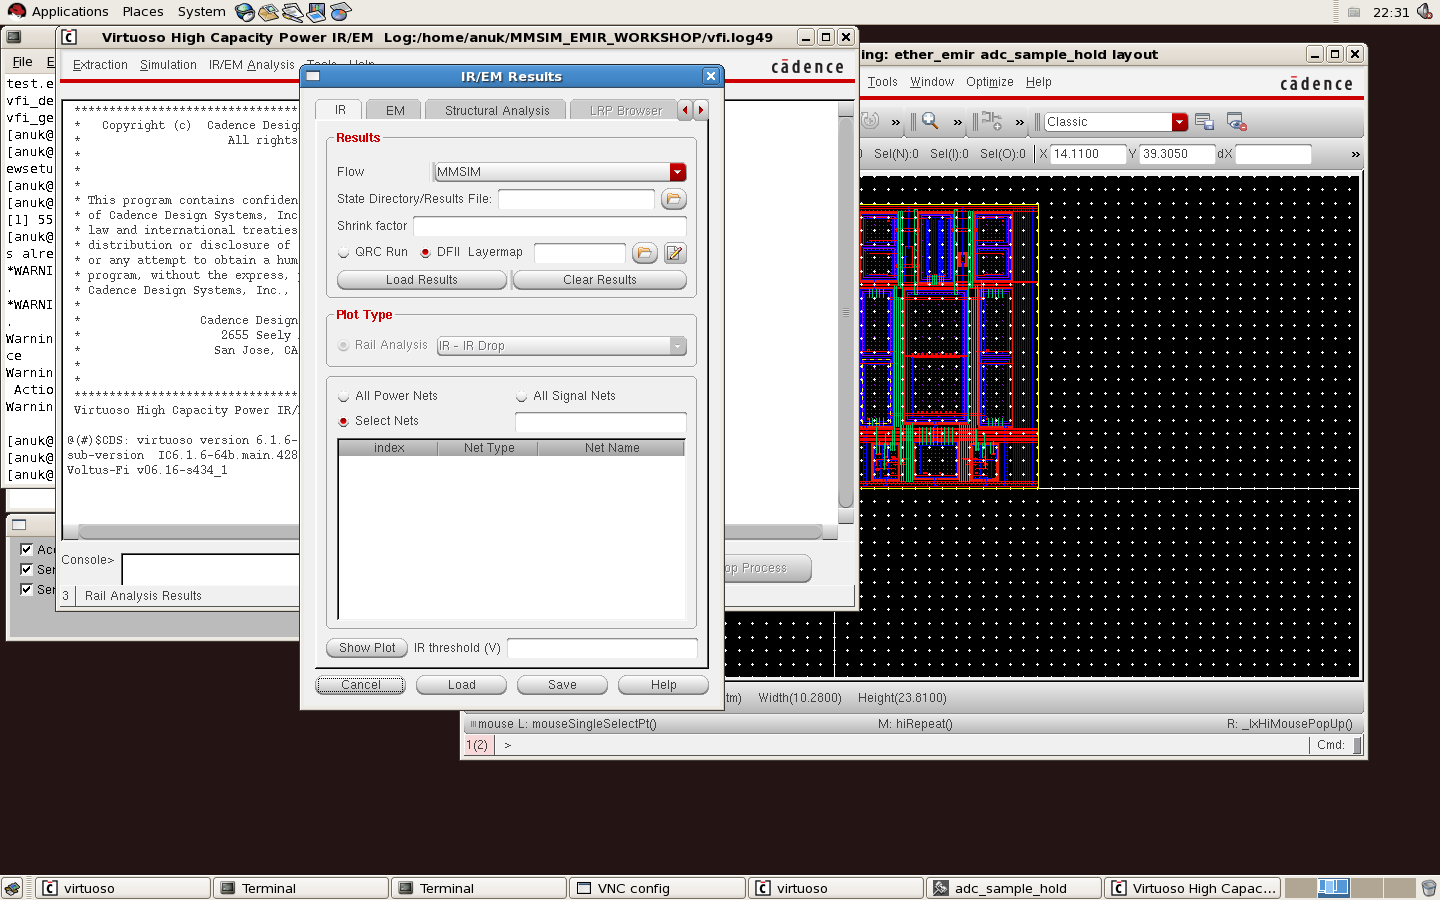 Applications Places System 22:31
Virtuoso High Capacity Power IR/EM Log:/home/anuk/MMSIM_EMIR_WORKSHOP/vfi.log49
ing: ether_emir adc_sample_hold layout
File E
Extraction Simulation IR/EM Analysis Tools Help
cādence
Tools Window Optimize Help
cādence
IR/EM Results
test.e
vfi_de
vfi_ge
[anuk@
[anuk@
ewsetu
[anuk@
[anuk@
[1] 55
[anuk@
s alre
*WARNI
.
*WARNI
.
Warnin
ce
Warnin
Actio
Warnin
[anuk@
[anuk@
[anuk@
**************************
* Copyright (c) Cadence Desig
* All rights
*
*
*
* This program contains confiden
* of Cadence Design Systems, Inc
* law and international treaties
* distribution or disclosure of
* or any attempt to obtain a hum
* program, without the express,
* Cadence Design Systems, Inc.,
*
* Cadence Design
* 2655 Seely
* San Jose, CA
*
*
**************************
Virtuoso High Capacity Power IR/
@(#)$CDS: virtuoso version 6.1.6-
sub-version IC6.1.6-64b.main.428
Voltus-Fi v06.16-s434_1
Console>
op Process
3 Rail Analysis Results
Acc
Ser
Ser
IR EM Structural Analysis LRP Browser
Results
Flow MMSIM
State Directory/Results File:
Shrink factor
QRC Run DFII Layermap
Load Results Clear Results
Plot Type
Rail Analysis IR - IR Drop
All Power Nets All Signal Nets
Select Nets
index Net Type Net Name
Show Plot IR threshold (V)
Cancel Load Save Help
» » » Classic
0 Sel(N):0 Sel(I):0 Sel(O):0 X 14.1100 Y 39.3050 dX »
tm) Width(10.2800) Height(23.8100)
mouse L: mouseSingleSelectPt() M: hiRepeat() R: _lxHiMousePopUp()
1(2) > Cmd:
virtuoso Terminal Terminal VNC config virtuoso adc_sample_hold Virtuoso High Capac...